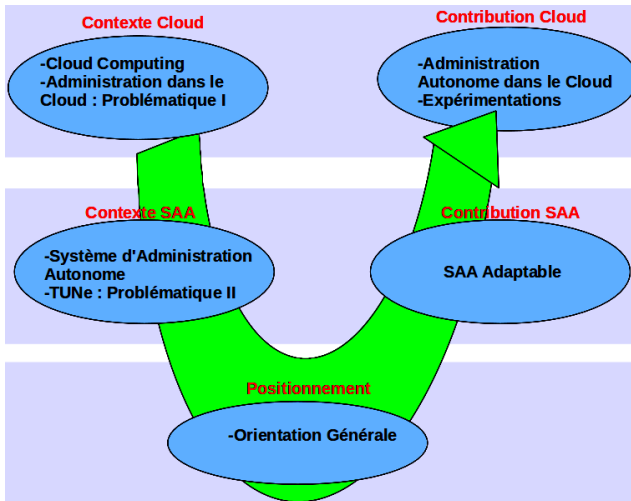 Contexte Cloud
-Cloud Computing
-Administration dans le
Cloud : Problématique I
Contribution Cloud
-Administration
Autonome dans le Cloud
-Expérimentations
Contexte SAA
-Système d'Administration
Autonome
-TUNe : Problématique II
Contribution SAA
SAA Adaptable
Positionnement
-Orientation Générale